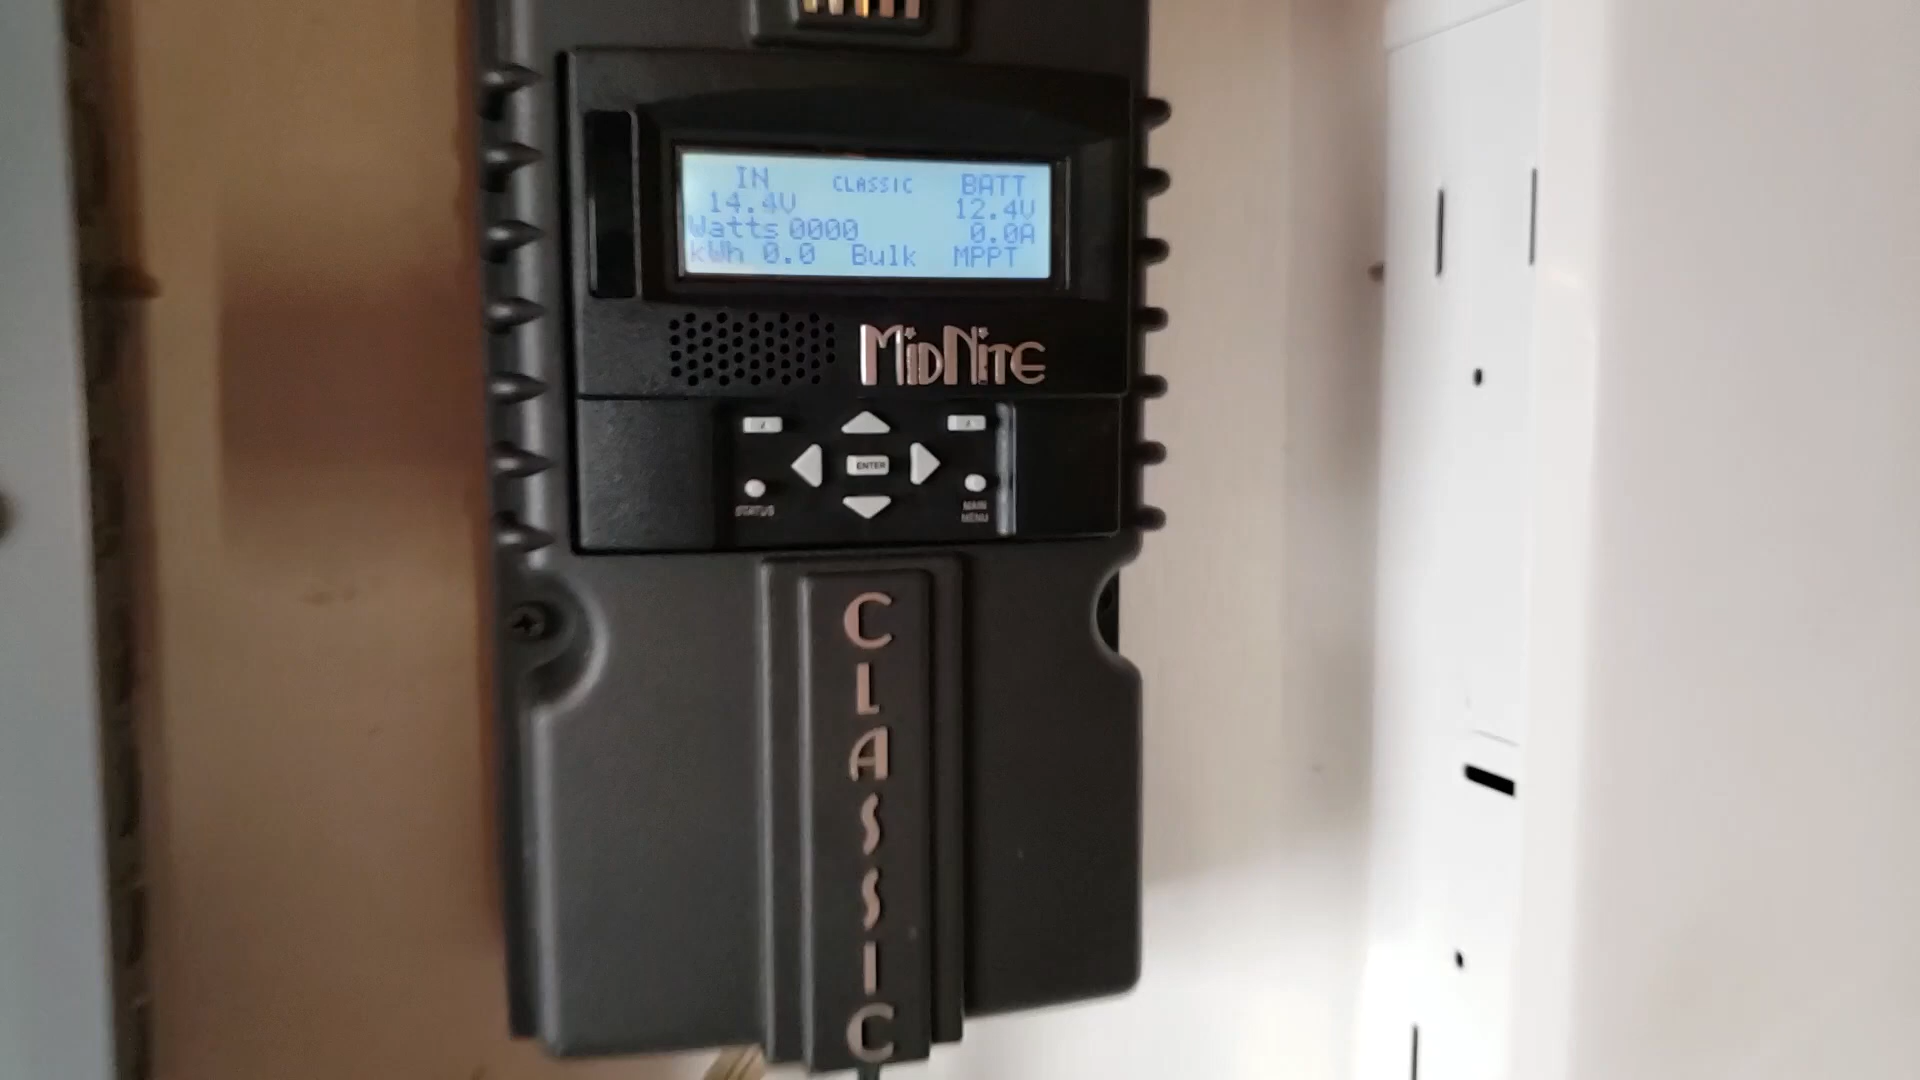 IN CLASSIC BATT
14.4V 12.4V
Watts 0000 0.0A
kWh 0.0 Bulk MPPT
MIDNITE
ENTER
STATUS
MAIN
MENU
CLASSIC